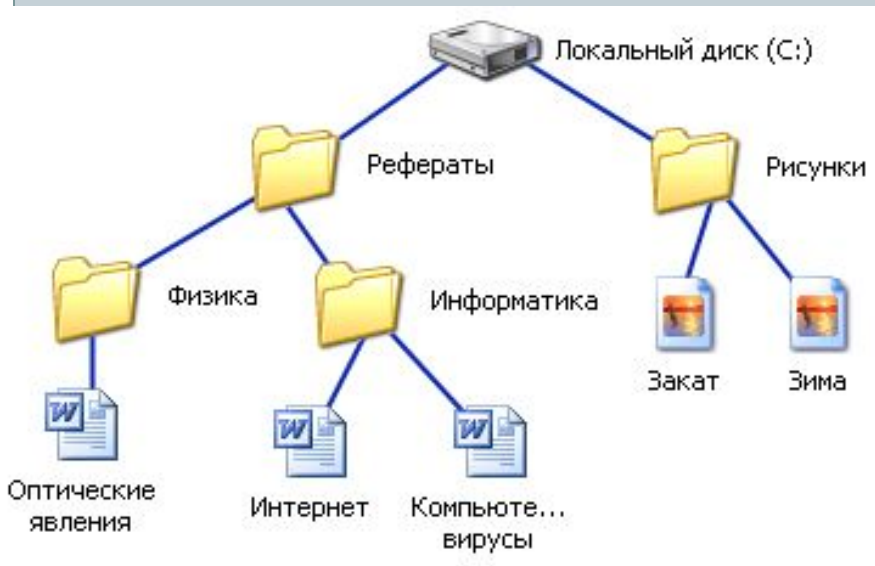 Локальный диск (C:)
Рефераты
Рисунки
Физика
Информатика
Закат
Зима
Оптические
явления
Интернет
Компьюте...
вирусы